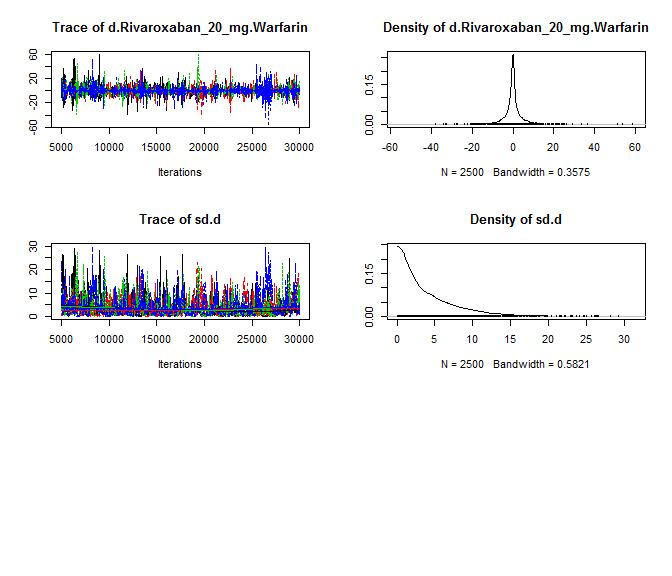 Trace of d.Rivaroxaban_20_mg.Warfarin
60
20
-20
-60
5000 10000 15000 20000 25000 30000
Iterations
Density of d.Rivaroxaban_20_mg.Warfarin
0.15
0.00
-60 -40 -20 0 20 40 60
N = 2500 Bandwidth = 0.3575
Trace of sd.d
30
20
10
0
5000 10000 15000 20000 25000 30000
Iterations
Density of sd.d
0.15
0.00
0 5 10 15 20 25 30
N = 2500 Bandwidth = 0.5821